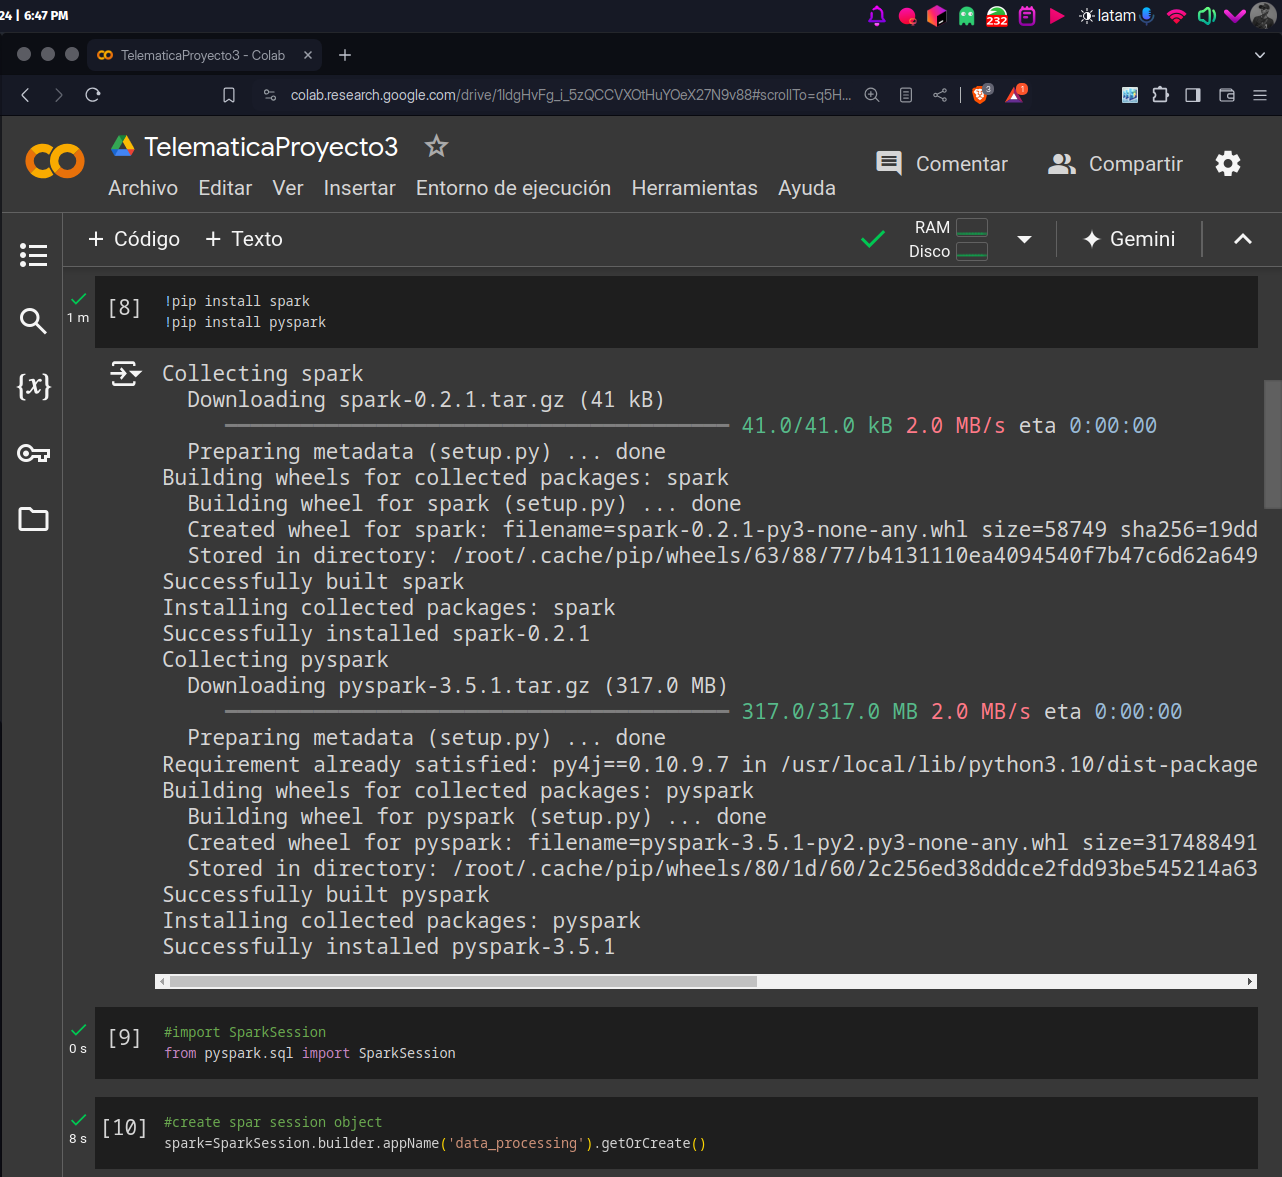 24 | 6:47 PM
232
latam
TelematicaProyecto3 - Colab
colab.research.google.com/drive/1ldgHvFg_i_5zQCCVXOtHuYOeX27N9v88#scrollTo=q5H...
3
1
TelematicaProyecto3
Comentar
Compartir
Archivo Editar Ver Insertar Entorno de ejecución Herramientas Ayuda
+ Código + Texto
RAM
Disco
Gemini
1 m
[8]
!pip install spark
!pip install pyspark
Collecting spark
Downloading spark-0.2.1.tar.gz (41 kB)
41.0/41.0 kB 2.0 MB/s eta 0:00:00
Preparing metadata (setup.py) ... done
Building wheels for collected packages: spark
Building wheel for spark (setup.py) ... done
Created wheel for spark: filename=spark-0.2.1-py3-none-any.whl size=58749 sha256=19dd
Stored in directory: /root/.cache/pip/wheels/63/88/77/b4131110ea4094540f7b47c6d62a649
Successfully built spark
Installing collected packages: spark
Successfully installed spark-0.2.1
Collecting pyspark
Downloading pyspark-3.5.1.tar.gz (317.0 MB)
317.0/317.0 MB 2.0 MB/s eta 0:00:00
Preparing metadata (setup.py) ... done
Requirement already satisfied: py4j==0.10.9.7 in /usr/local/lib/python3.10/dist-package
Building wheels for collected packages: pyspark
Building wheel for pyspark (setup.py) ... done
Created wheel for pyspark: filename=pyspark-3.5.1-py2.py3-none-any.whl size=317488491
Stored in directory: /root/.cache/pip/wheels/80/1d/60/2c256ed38dddce2fdd93be545214a63
Successfully built pyspark
Installing collected packages: pyspark
Successfully installed pyspark-3.5.1
0 s
[9]
#import SparkSession
from pyspark.sql import SparkSession
8 s
[10]
#create spar session object
spark=SparkSession.builder.appName('data_processing').getOrCreate()